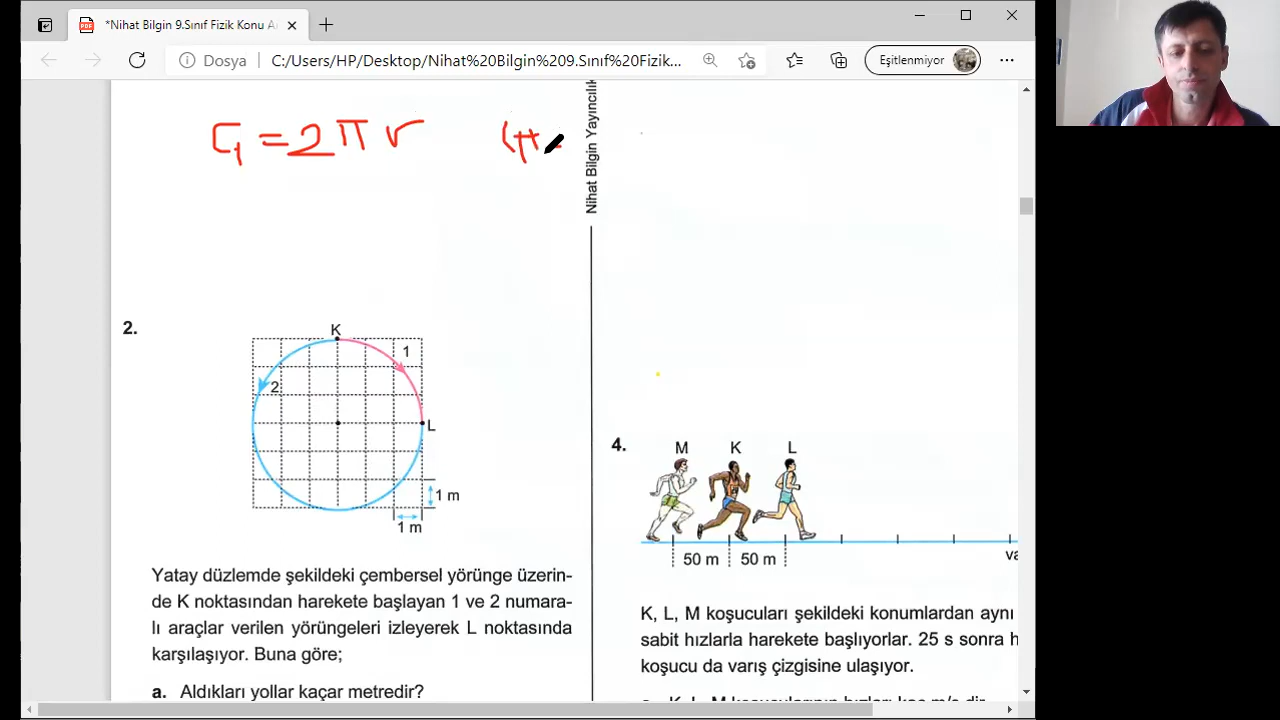 *Nihat Bilgin 9.Sınıf Fizik Konu A
Dosya
C:/Users/HP/Desktop/Nihat%20Bilgin%209.Sınıf%20Fizik...
Eşitlenmiyor
= 2 π r (π
Nihat Bilgin Yayıncılık
2.
K
1
2
L
1 m
1 m
Yatay düzlemde şekildeki çembersel yörünge üzerin-
de K noktasından harekete başlayan 1 ve 2 numara-
lı araçlar verilen yörüngeleri izleyerek L noktasında
karşılaşıyor. Buna göre;
a. Aldıkları yollar kaçar metredir?
4.
M K L
50 m 50 m
va
K, L, M koşucuları şekildeki konumlardan aynı
sabit hızlarla harekete başlıyorlar. 25 s sonra h
koşucu da varış çizgisine ulaşıyor.